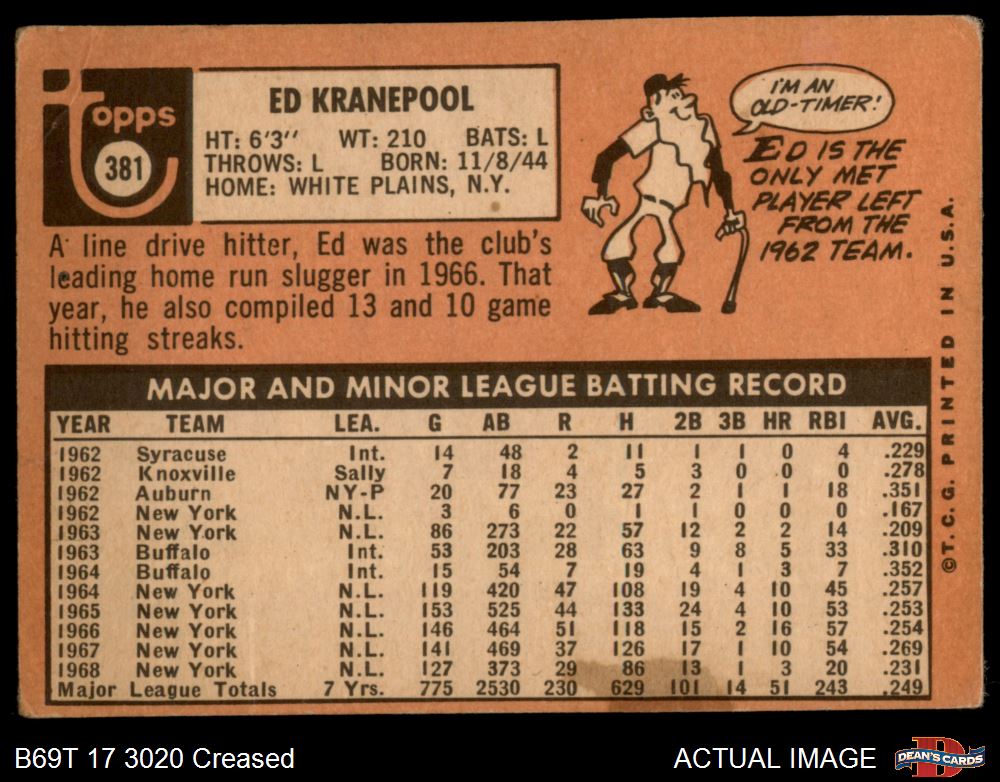 Topps
381
ED KRANEPOOL
HT: 6'3'' WT: 210 BATS: L
THROWS: L BORN: 11/8/44
HOME: WHITE PLAINS, N.Y.
A line drive hitter, Ed was the club's
leading home run slugger in 1966. That
year, he also compiled 13 and 10 game
hitting streaks.
I'M AN
OLD-TIMER!
ED IS THE
ONLY MET
PLAYER LEFT
FROM THE
1962 TEAM.
MAJOR AND MINOR LEAGUE BATTING RECORD
YEAR TEAM LEA. G AB R H 2B 3B HR RBI AVG.
1962 Syracuse Int. 14 48 2 11 1 1 0 4 .229
1962 Knoxville Sally 7 18 4 5 3 0 0 0 .278
1962 Auburn NY-P 20 77 23 27 2 1 1 18 .351
1962 New York N.L. 3 6 0 1 1 0 0 0 .167
1963 New York N.L. 86 273 22 57 12 2 2 14 .209
1963 Buffalo Int. 53 203 28 63 9 8 5 33 .310
1964 Buffalo Int. 15 54 7 19 4 1 3 7 .352
1964 New York N.L. 119 420 47 108 19 4 10 45 .257
1965 New York N.L. 153 525 44 133 24 4 10 53 .253
1966 New York N.L. 146 464 51 118 15 2 16 57 .254
1967 New York N.L. 141 469 37 126 17 1 10 54 .269
1968 New York N.L. 127 373 29 86 13 1 3 20 .231
Major League Totals 7 Yrs. 775 2530 230 629 101 14 51 243 .249
©T.C.G. PRINTED IN U.S.A.
B69T 17 3020 Creased
ACTUAL IMAGE
D
DEAN'S CARDS